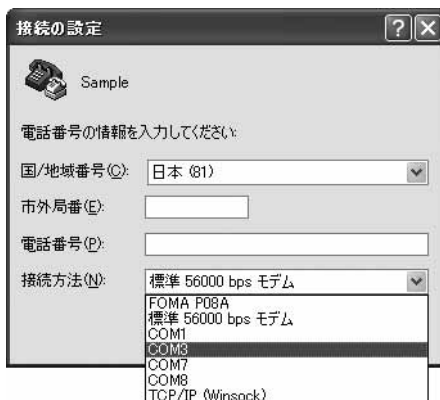 接続の設定
Sample
電話番号の情報を入力してください:
国/地域番号(C): 日本 (81)
市外局番(E):
電話番号(P):
接続方法(N): 標準 56000 bps モデム
FOMA P08A
標準 56000 bps モデム
COM1
COM3
COM7
COM8
TCP/IP (Winsock)